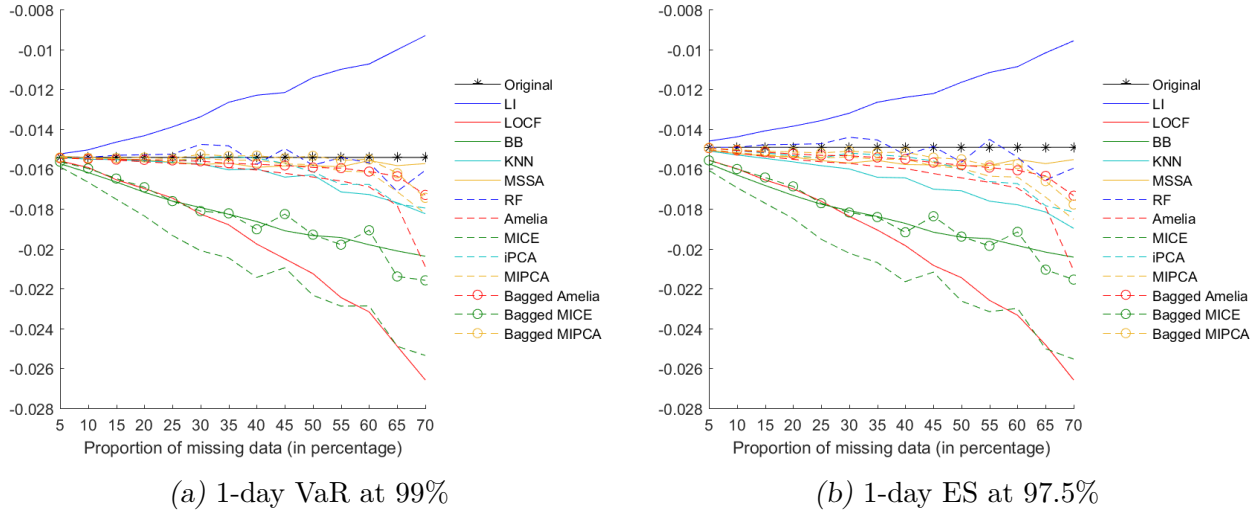 -0.008
-0.01
-0.012
-0.014
-0.016
-0.018
-0.02
-0.022
-0.024
-0.026
-0.028
5 10 15 20 25 30 35 40 45 50 55 60 65 70
Proportion of missing data (in percentage)
Original
LI
LOCF
BB
KNN
MSSA
RF
Amelia
MICE
iPCA
MIPCA
Bagged Amelia
Bagged MICE
Bagged MIPCA
(a) 1-day VaR at 99%
-0.008
-0.01
-0.012
-0.014
-0.016
-0.018
-0.02
-0.022
-0.024
-0.026
-0.028
5 10 15 20 25 30 35 40 45 50 55 60 65 70
Proportion of missing data (in percentage)
Original
LI
LOCF
BB
KNN
MSSA
RF
Amelia
MICE
iPCA
MIPCA
Bagged Amelia
Bagged MICE
Bagged MIPCA
(b) 1-day ES at 97.5%